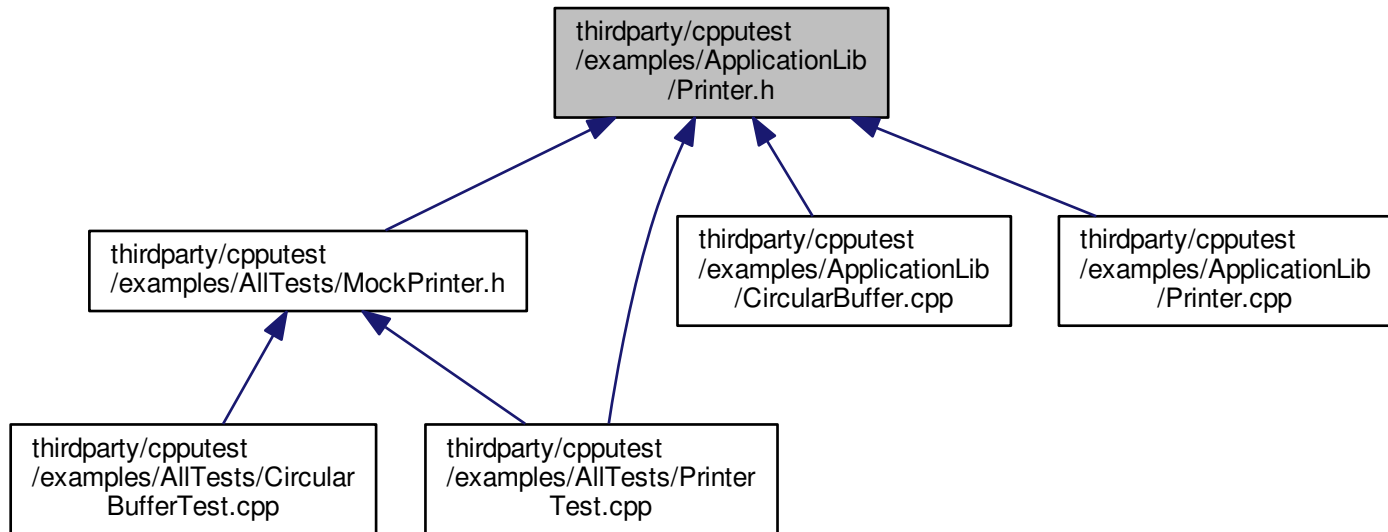 thirdparty/cpputest
/examples/ApplicationLib
/Printer.h
thirdparty/cpputest
/examples/AllTests/MockPrinter.h
thirdparty/cpputest
/examples/ApplicationLib
/CircularBuffer.cpp
thirdparty/cpputest
/examples/ApplicationLib
/Printer.cpp
thirdparty/cpputest
/examples/AllTests/Circular
BufferTest.cpp
thirdparty/cpputest
/examples/AllTests/Printer
Test.cpp